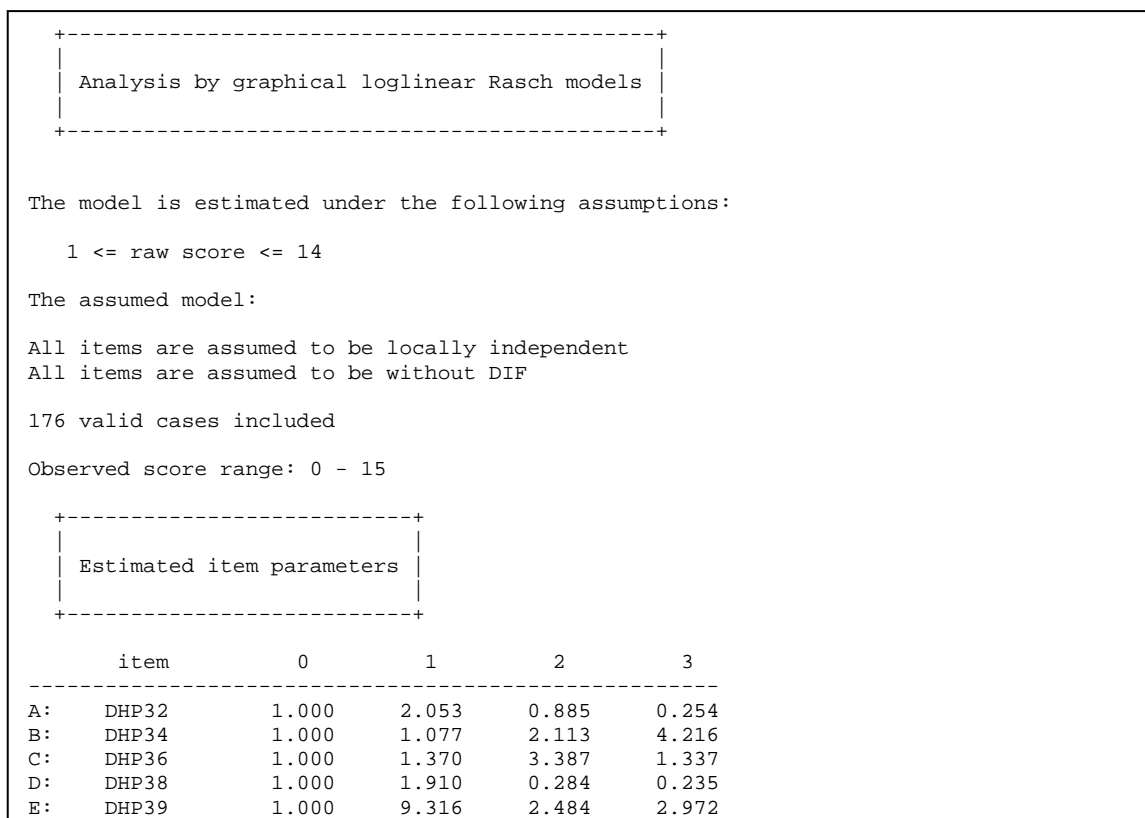 +----------------------------------------------+
|                                              |
| Analysis by graphical loglinear Rasch models |
|                                              |
+----------------------------------------------+
The model is estimated under the following assumptions:
1 <= raw score <= 14
The assumed model:
All items are assumed to be locally independent
All items are assumed to be without DIF
176 valid cases included
Observed score range: 0 - 15
+---------------------------+
|                           |
| Estimated item parameters |
|                           |
+---------------------------+
item 0 1 2 3
------------------------------------------------------
A: DHP32 1.000 2.053 0.885 0.254
B: DHP34 1.000 1.077 2.113 4.216
C: DHP36 1.000 1.370 3.387 1.337
D: DHP38 1.000 1.910 0.284 0.235
E: DHP39 1.000 9.316 2.484 2.972